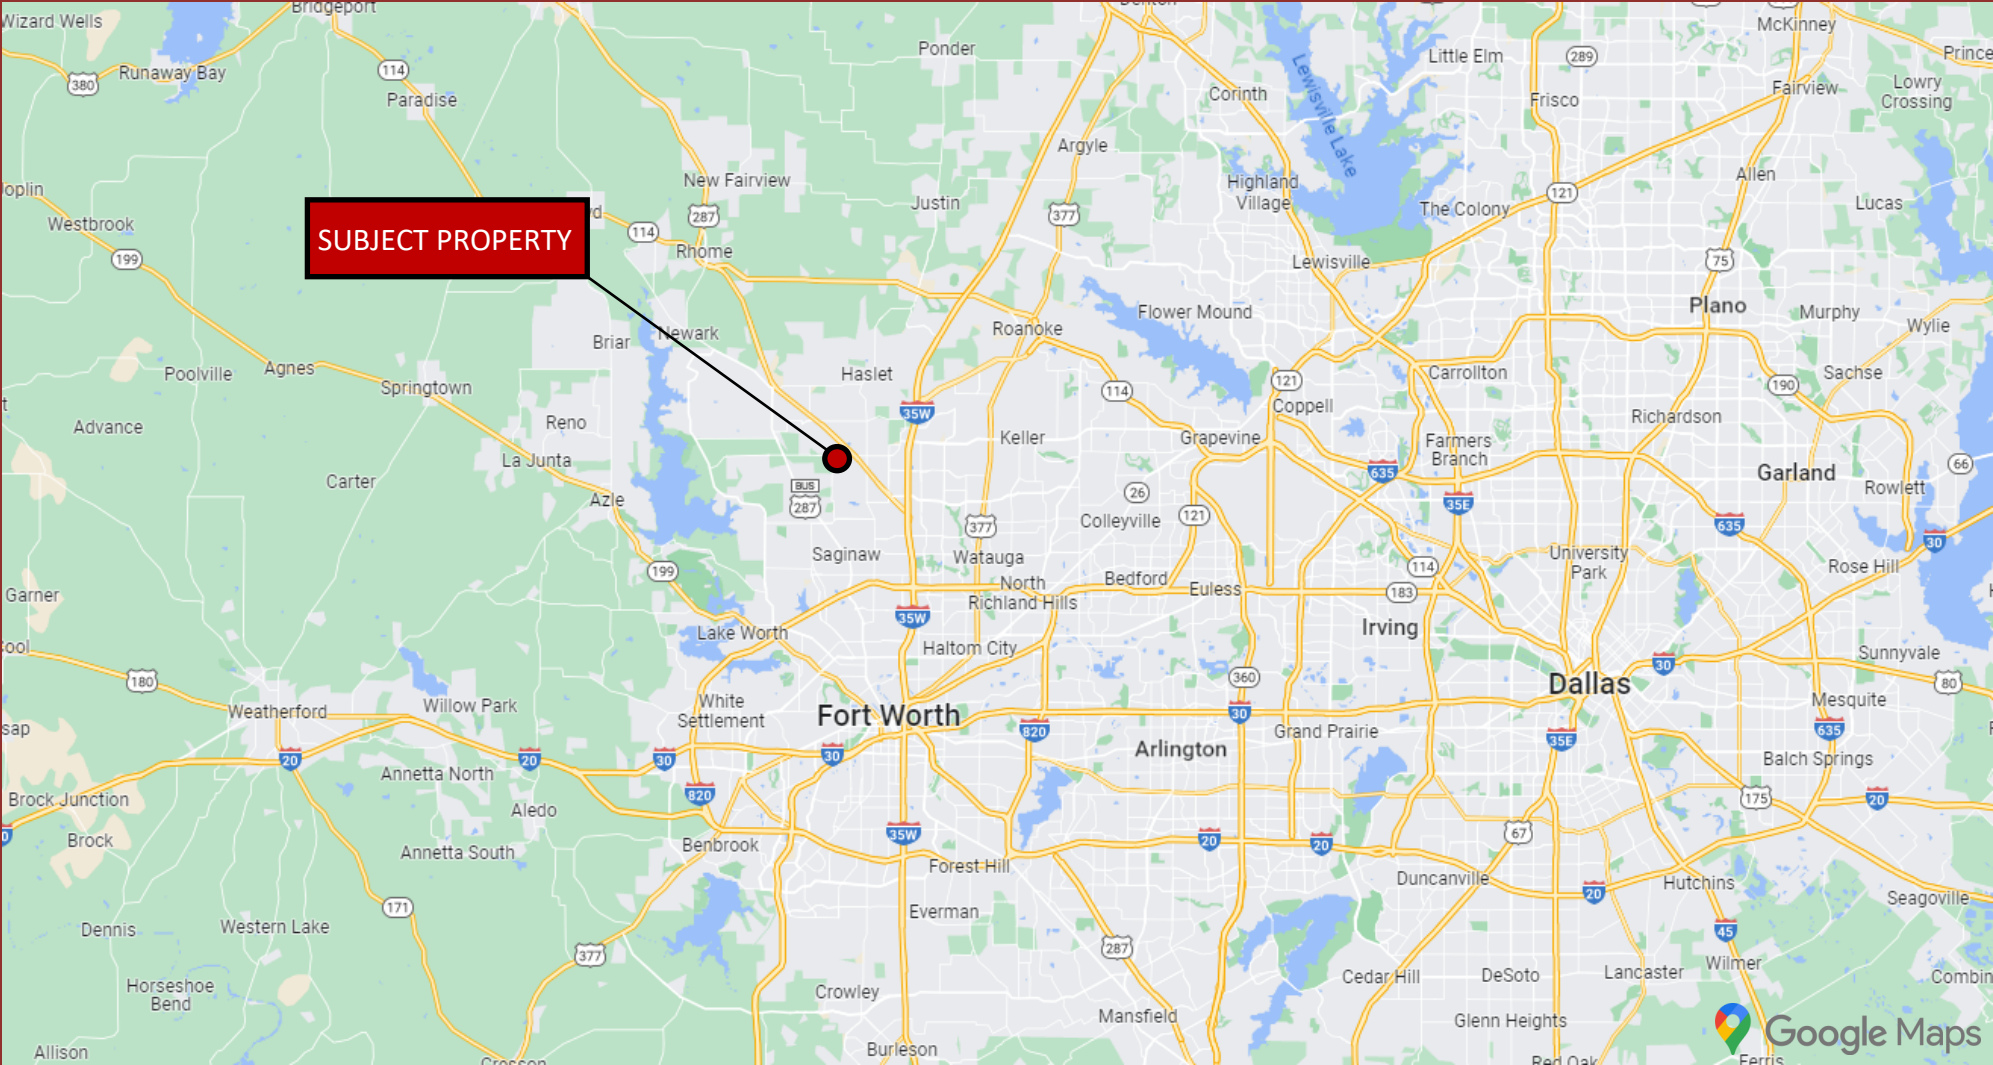 Bridgeport
Denton
Wizard Wells
McKinney
Ponder
Little Elm
289
Prince
380
Runaway Bay
114
Paradise
Corinth
Frisco
Fairview
Lowry
Crossing
Lewisville Lake
Argyle
New Fairview
Allen
oplin
Highland
Village
121
Justin
The Colony
Lucas
Westbrook
rd
287
377
114
SUBJECT PROPERTY
Rhome
199
Lewisville
75
Plano
Flower Mound
Murphy
Roanoke
Newark
Wylie
Briar
Poolville
Agnes
Haslet
Carrollton
Sachse
Springtown
114
121
190
35W
Coppell
Richardson
t
Advance
Reno
Keller
Grapevine
Farmers
Branch
La Junta
635
Garland
66
Carter
BUS
287
26
Rowlett
Azle
35E
121
Colleyville
377
635
30
Saginaw
Watauga
University
Park
199
114
Rose Hill
Bedford
North
Richland Hills
Euless
183
Garner
35W
Irving
Lake Worth
Haltom City
ool
Sunnyvale
30
180
360
80
Dallas
White
Settlement
Willow Park
Mesquite
Weatherford
Fort Worth
30
sap
820
Grand Prairie
635
35E
Arlington
20
20
30
30
Balch Springs
Annetta North
820
175
20
Brock Junction
Aledo
0
35W
67
Brock
20
20
Benbrook
Annetta South
Forest Hill
Duncanville
Hutchins
20
Seagoville
171
Everman
Dennis
Western Lake
45
287
377
Wilmer
Lancaster
Cedar Hill
DeSoto
Combin
Horseshoe
Bend
Crowley
Mansfield
Glenn Heights
Google Maps
Burleson
Allison
Cresson
Red Oak
Ferris